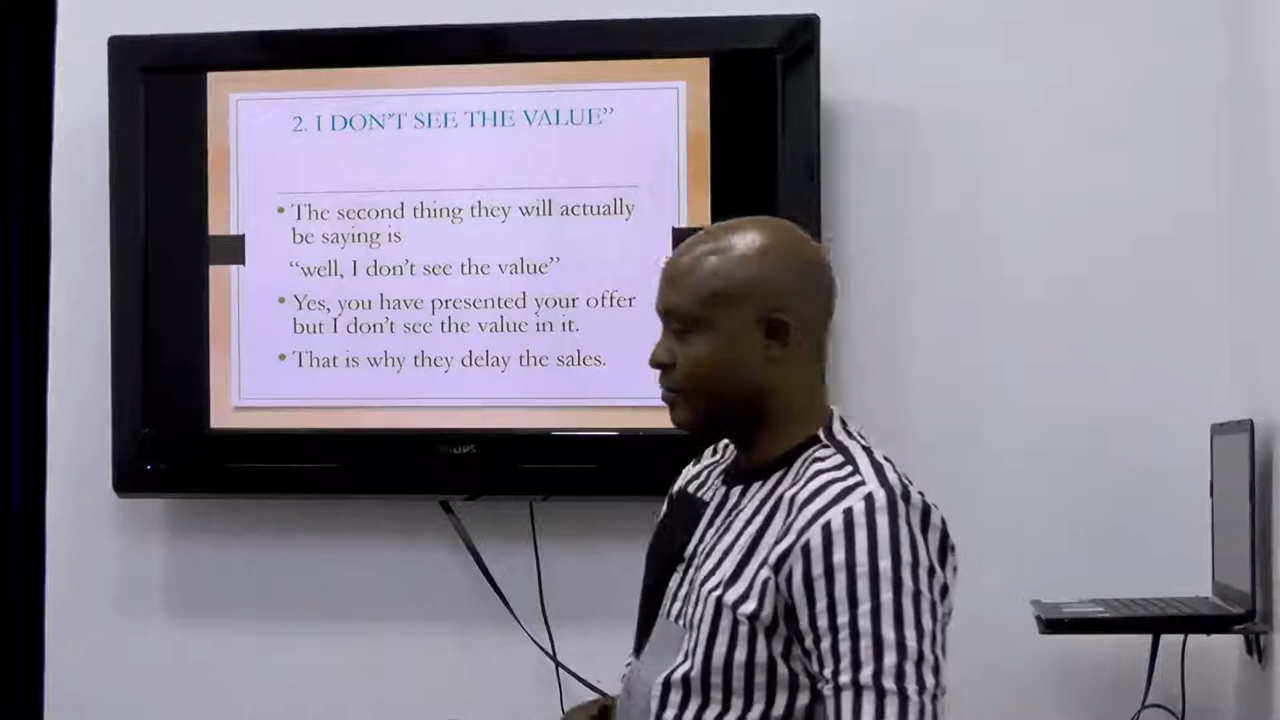 2. I DON'T SEE THE VALUE”
• The second thing they will actually
be saying is
“well, I don't see the value”
• Yes, you have presented your offer
but I don't see the value in it.
• That is why they delay the sales.
PHILIPS